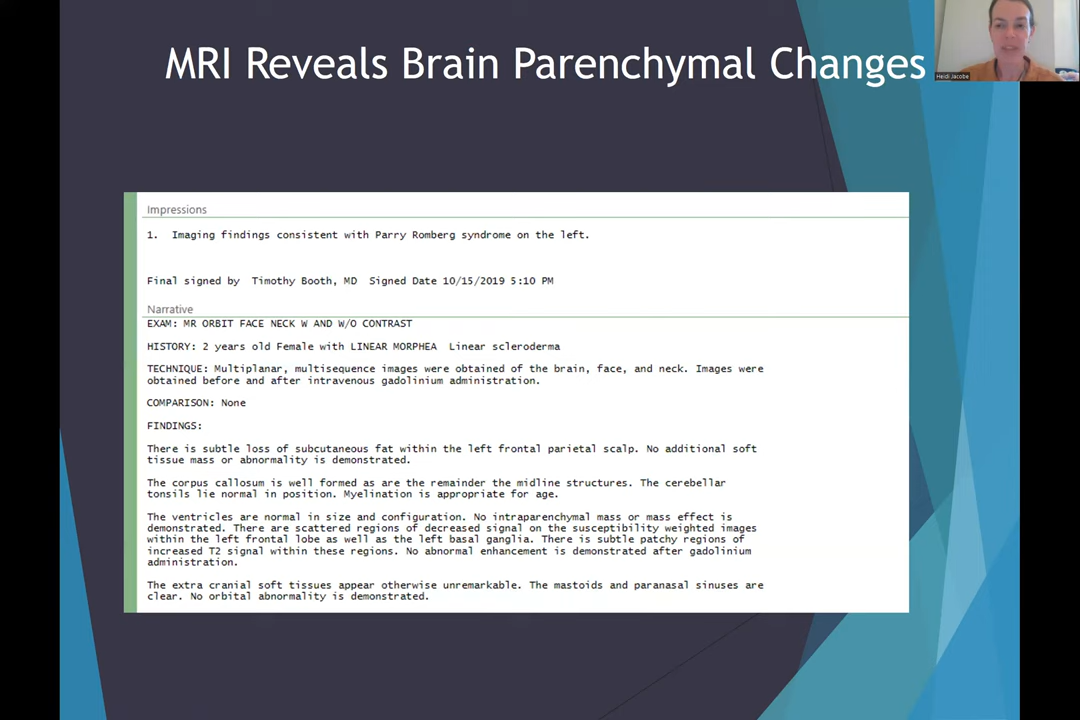 MRI Reveals Brain Parenchymal Changes
Heidi Jacobe
Impressions
1. Imaging findings consistent with Parry Romberg syndrome on the left.
Final signed by Timothy Booth, MD Signed Date 10/15/2019 5:10 PM
Narrative
EXAM: MR ORBIT FACE NECK W AND W/O CONTRAST
HISTORY: 2 years old Female with LINEAR MORPHEA Linear scleroderma
TECHNIQUE: Multiplanar, multisequence images were obtained of the brain, face, and neck. Images were
obtained before and after intravenous gadolinium administration.
COMPARISON: None
FINDINGS:
There is subtle loss of subcutaneous fat within the left frontal parietal scalp. No additional soft
tissue mass or abnormality is demonstrated.
The corpus callosum is well formed as are the remainder the midline structures. The cerebellar
tonsils lie normal in position. Myelination is appropriate for age.
The ventricles are normal in size and configuration. No intraparenchymal mass or mass effect is
demonstrated. There are scattered regions of decreased signal on the susceptibility weighted images
within the left frontal lobe as well as the left basal ganglia. There is subtle patchy regions of
increased T2 signal within these regions. No abnormal enhancement is demonstrated after gadolinium
administration.
The extra cranial soft tissues appear otherwise unremarkable. The mastoids and paranasal sinuses are
clear. No orbital abnormality is demonstrated.